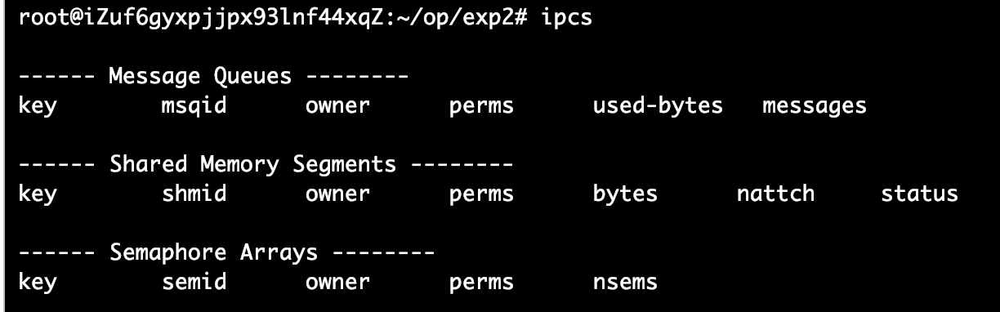 root@iZuf6gyxpjjpx93lnf44xqZ:~/op/exp2# ipcs
------ Message Queues --------
key        msqid      owner      perms      used-bytes   messages
------ Shared Memory Segments --------
key        shmid      owner      perms      bytes      nattch     status
------ Semaphore Arrays --------
key        semid      owner      perms      nsems